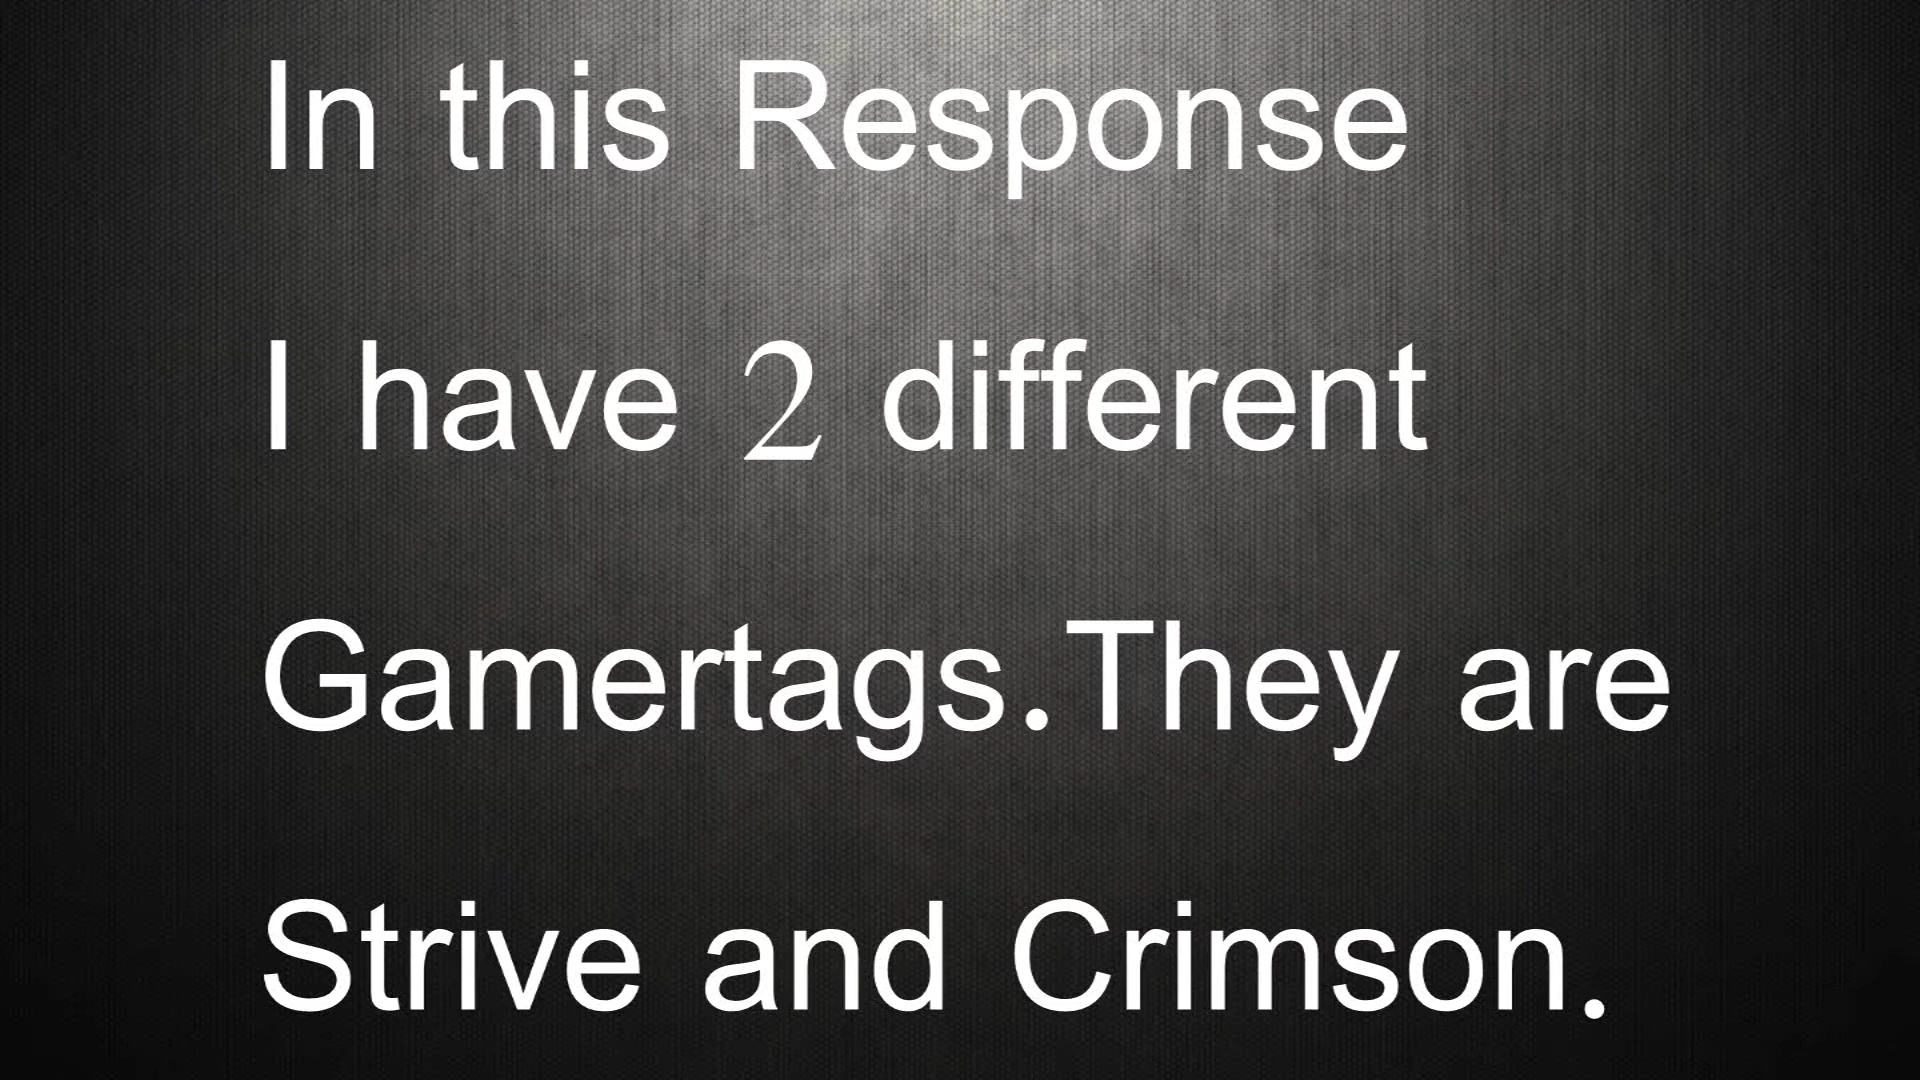 In this Response
I have 2 different
Gamertags.They are
Strive and Crimson.